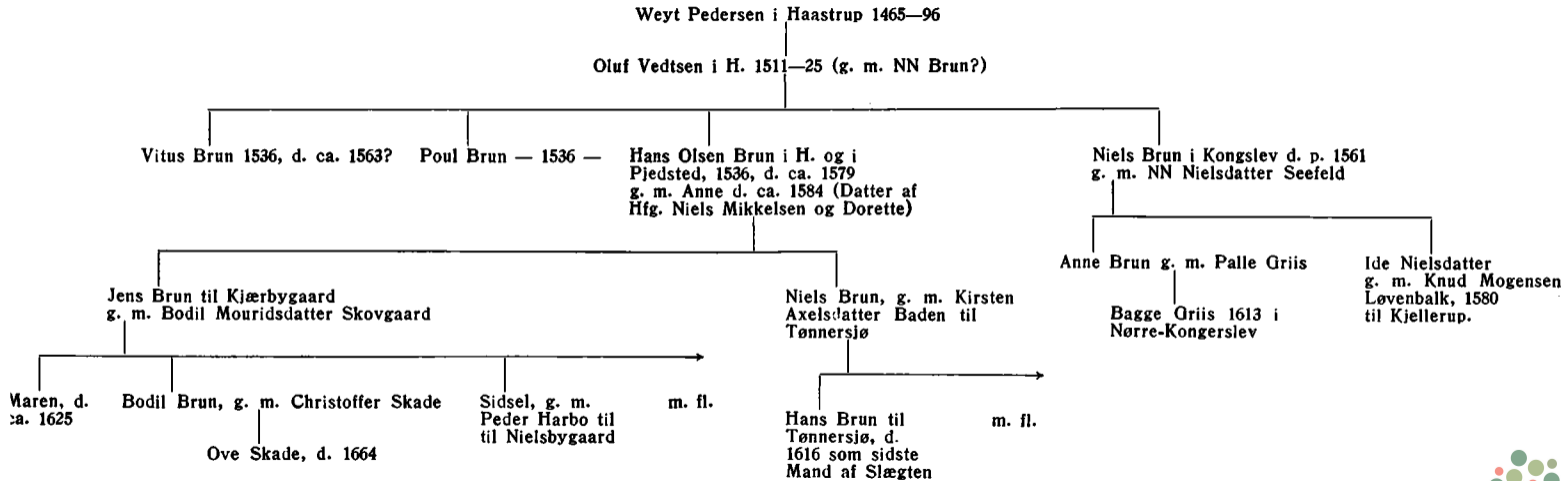 Weyt Pedersen i Haastrup 1465—96
Oluf Vedtsen i H. 1511—25 (g. m. NN Brun?)
Vitus Brun 1536, d. ca. 1563?
Poul Brun — 1536 —
Hans Olsen Brun i H. og i
Pjedsted, 1536, d. ca. 1579
g. m. Anne d. ca. 1584 (Datter af
Hfg. Niels Mikkelsen og Dorette)
Niels Brun i Kongslev d. p. 1561
g. m. NN Nielsdatter Seefeld
Jens Brun til Kjærbygaard
g. m. Bodil Mouridsdatter Skovgaard
Niels Brun, g. m. Kirsten
Axelsdatter Baden til
Tønnersjø
Anne Brun g. m. Palle Griis
Bagge Griis 1613 i
Nørre-Kongerslev
Ide Nielsdatter
g. m. Knud Mogensen
Løvenbalk, 1580
til Kjellerup.
Maren, d.
ca. 1625
Bodil Brun, g. m. Christoffer Skade
Ove Skade, d. 1664
Sidsel, g. m.
Peder Harbo til
til Nielsbygaard
m. fl.
Hans Brun til
Tønnersjø, d.
1616 som sidste
Mand af Slægten
m. fl.